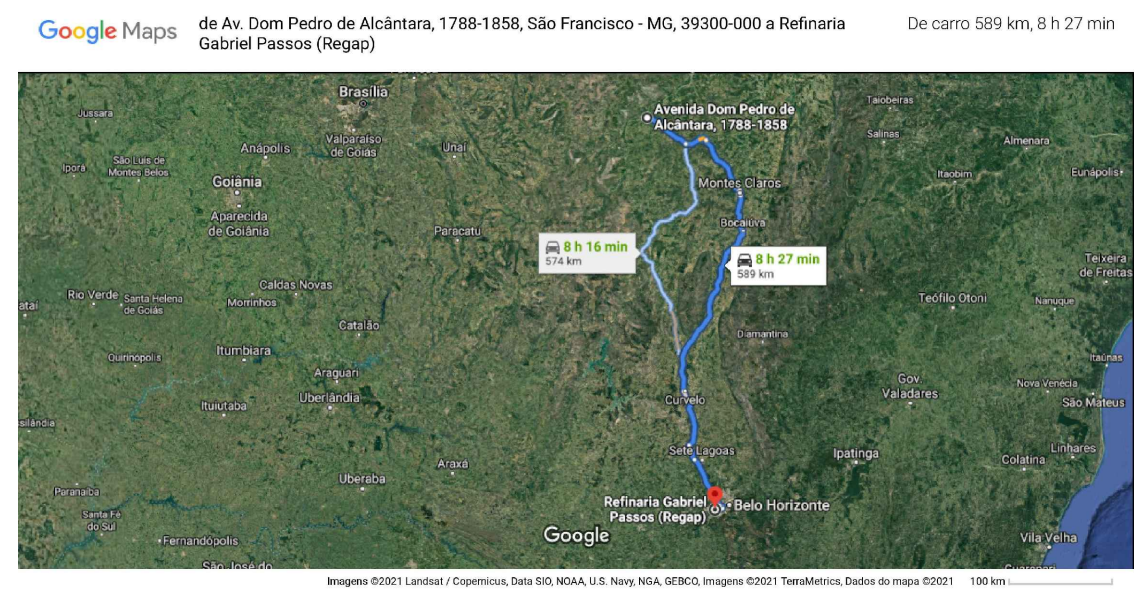 Google Maps
de Av. Dom Pedro de Alcântara, 1788-1858, São Francisco - MG, 39300-000 a Refinaria
Gabriel Passos (Regap)
De carro 589 km, 8 h 27 min
Brasília
Jussara
Valparaíso
de Goiás
Unaí
Avenida Dom Pedro de
Alcântara, 1788-1858
Taiobeiras
Salinas
Almenara
Anápolis
São Luís de
Montes Belos
Iporá
Goiânia
Montes Claros
Itaobim
Eunápolis
Aparecida
de Goiânia
Paracatu
Bocaiúva
8 h 16 min
574 km
8 h 27 min
589 km
Teixeira
de Freitas
Caldas Novas
Rio Verde
Santa Helena
de Goiás
Morrinhos
Teófilo Otoni
Nanuque
Catalão
Diamantina
Itumbiara
Quirinópolis
Itaúnas
Araguari
Gov.
Valadares
Nova Venécia
Uberlândia
Ituiutaba
Curvelo
São Mateus
Sete Lagoas
Ipatinga
Linhares
Colatina
Araxá
Uberaba
Paranaíba
Refinaria Gabriel
Passos (Regap)
Belo Horizonte
Santa Fé
do Sul
Google
Fernandópolis
Vila Velha
São José do
Guarapari
Imagens ©2021 Landsat / Copernicus, Data SIO, NOAA, U.S. Navy, NGA, GEBCO, Imagens ©2021 TerraMetrics, Dados do mapa ©2021
100 km